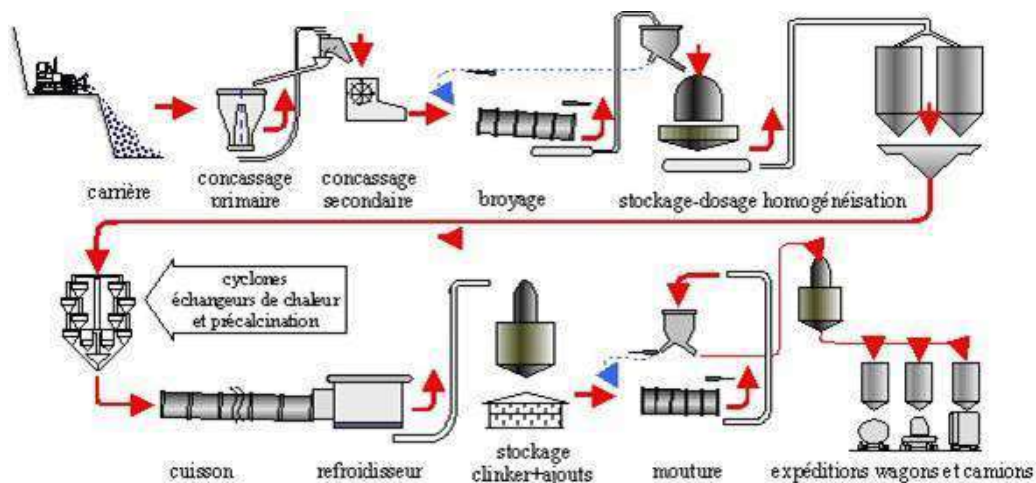 carrière
concassage
primaire
concassage
secondaire
broyage
stockage-dosage homogénéisation
cyclones
échangeurs de chaleur
et précalcination
cuisson
refroidisseur
stockage
clinker+ajouts
mouture
expéditions wagons et camions